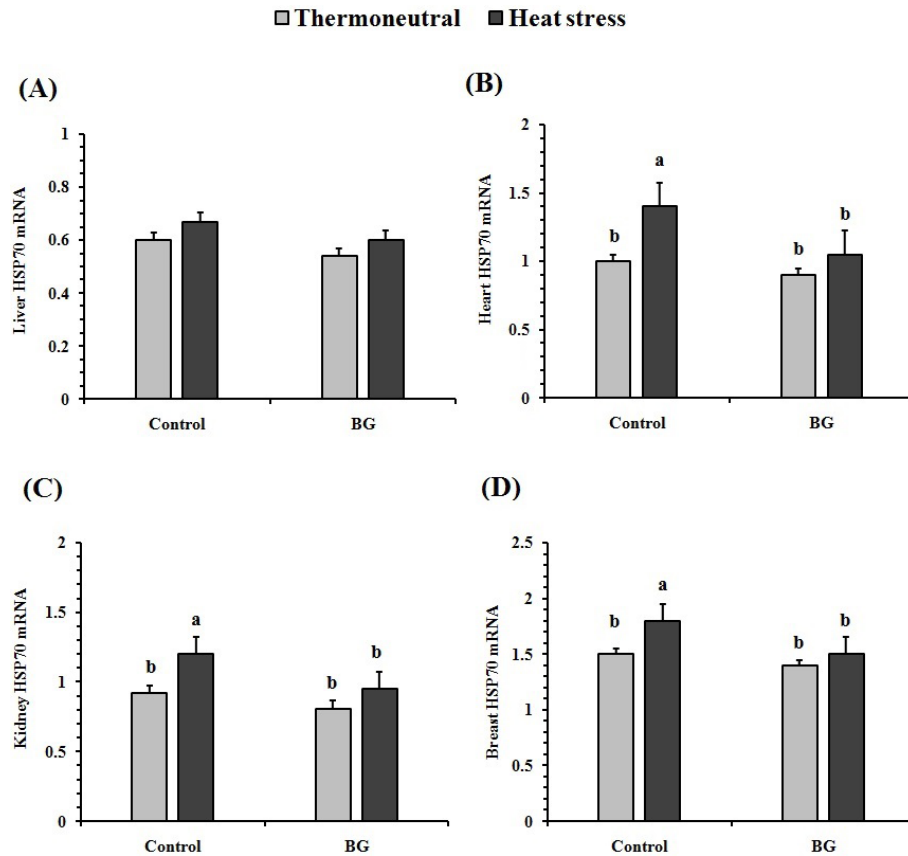 Thermoneutral Heat stress
(A)
Liver HSP70 mRNA
1
0.8
0.6
0.4
0.2
0
Control BG
(B)
Heart HSP70 mRNA
2
1.5
1
0.5
0
b a b b
Control BG
(C)
Kidney HSP70 mRNA
2
1.5
1
0.5
0
b a b b
Control BG
(D)
Breast HSP70 mRNA
2.5
2
1.5
1
0.5
0
b a b b
Control BG